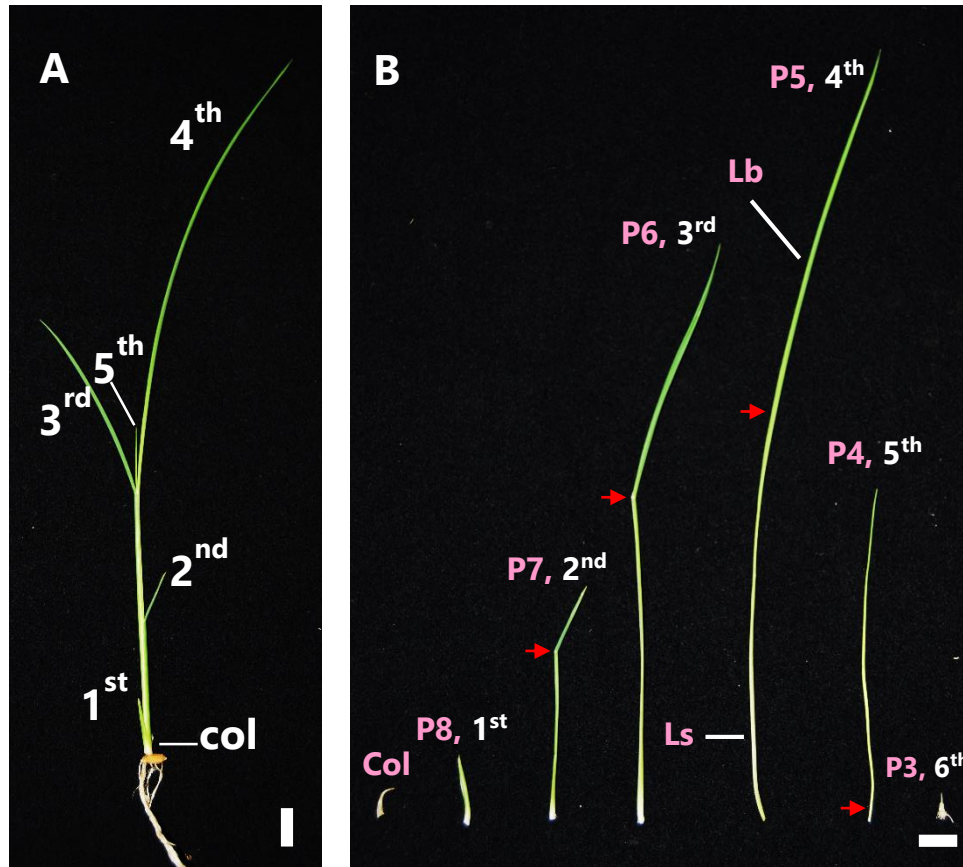 A
4th
5th
3rd
2nd
1st
col
B
P5, 4th
Lb
P6, 3rd
P4, 5th
P7, 2nd
P8, 1st
Ls
Col
P3, 6th